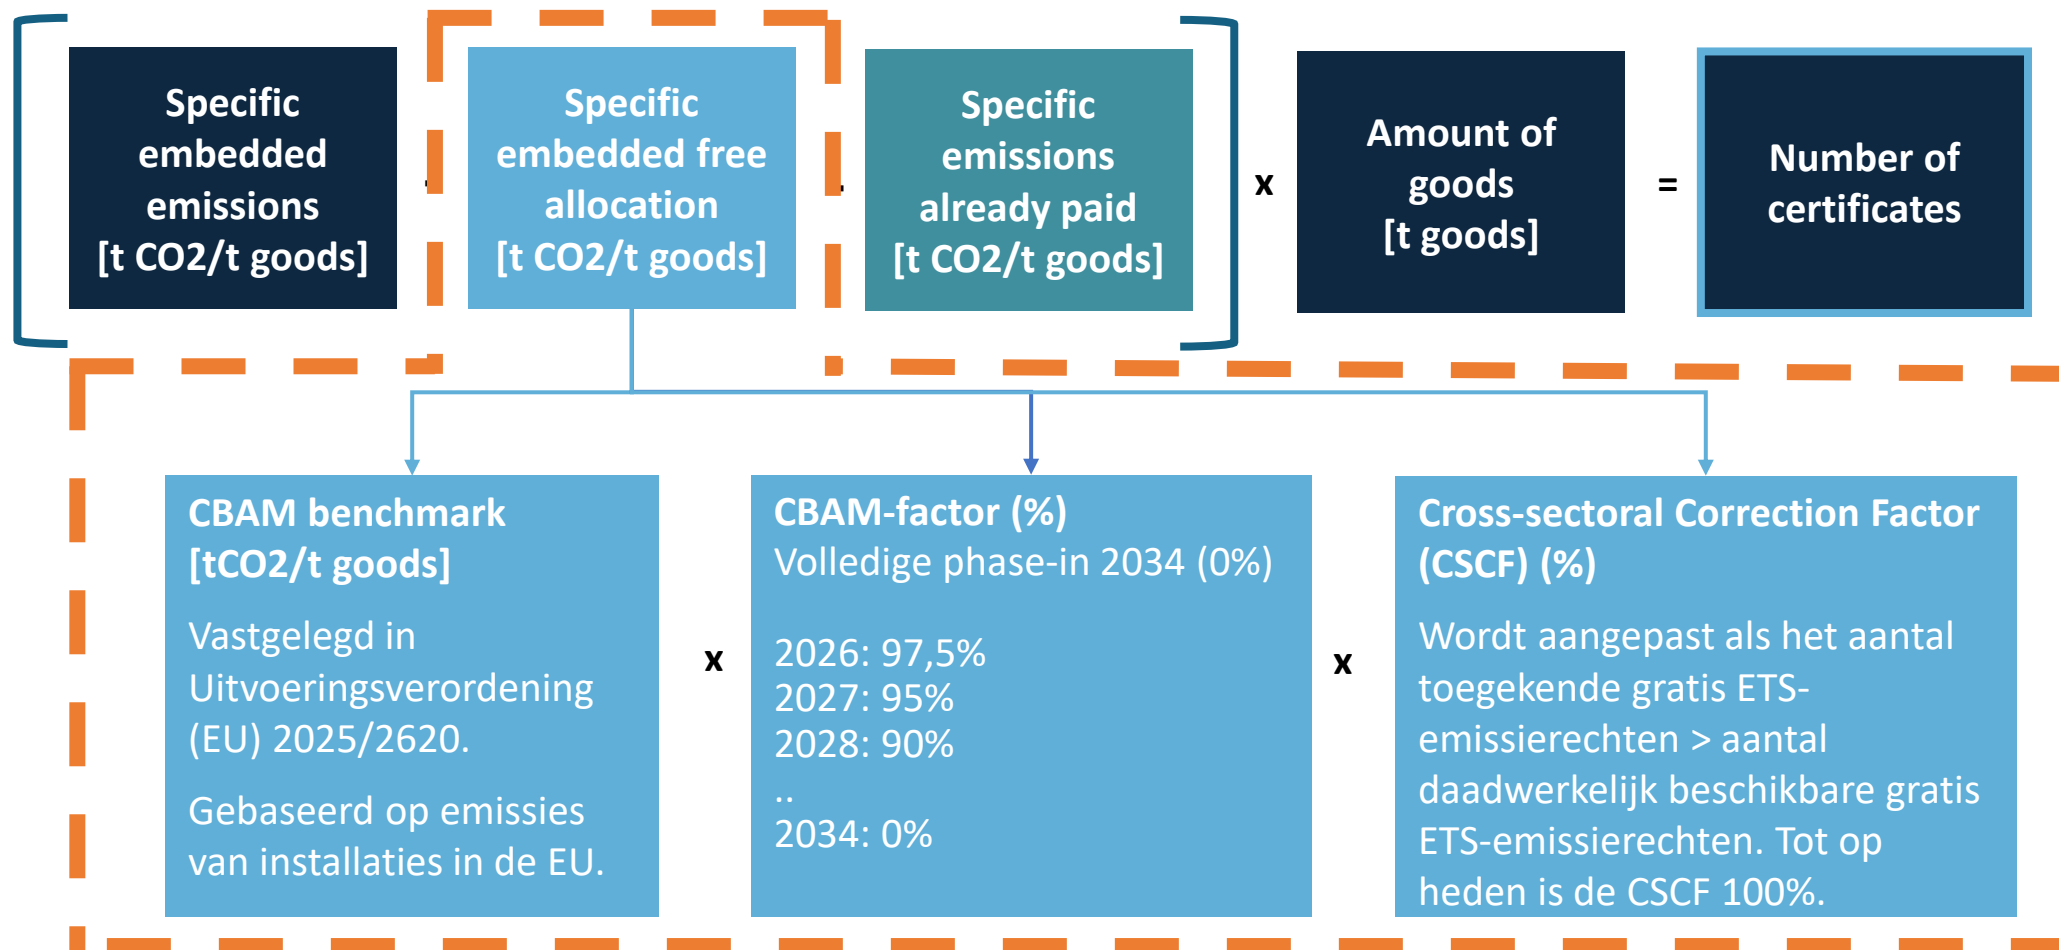 Specific
embedded
emissions
[t CO2/t goods]
-
Specific
embedded free
allocation
[t CO2/t goods]
-
Specific
emissions
already paid
[t CO2/t goods]
x
Amount of
goods
[t goods]
=
Number of
certificates
CBAM benchmark
[tCO2/t goods]
Vastgelegd in
Uitvoeringsverordening
(EU) 2025/2620.
Gebaseerd op emissies
van installaties in de EU.
x
CBAM-factor (%)
Volledige phase-in 2034 (0%)
2026: 97,5%
2027: 95%
2028: 90%
..
2034: 0%
x
Cross-sectoral Correction Factor
(CSCF) (%)
Wordt aangepast als het aantal
toegekende gratis ETS-
emissierechten > aantal
daadwerkelijk beschikbare gratis
ETS-emissierechten. Tot op
heden is de CSCF 100%.